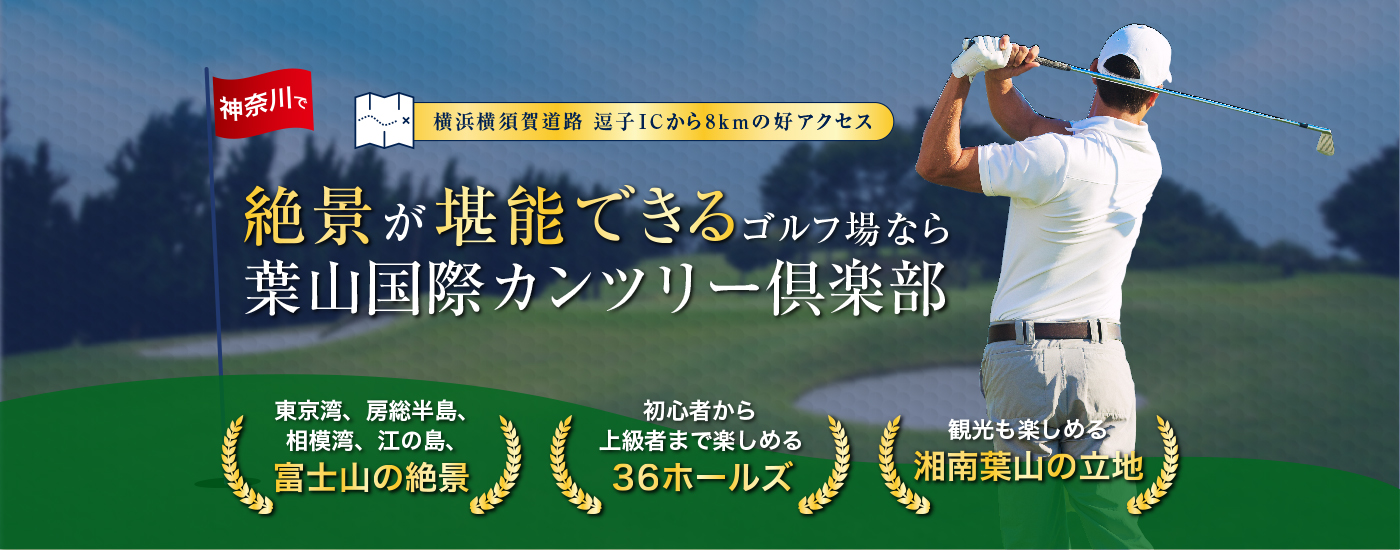 神奈川で
横浜横須賀道路 逗子ICから8kmの好アクセス
絶景が堪能できるゴルフ場なら
葉山国際カンツリー倶楽部
東京湾、房総半島、
相模湾、江の島、
富士山の絶景
初心者から
上級者まで楽しめる
36ホールズ
観光も楽しめる
湘南葉山の立地